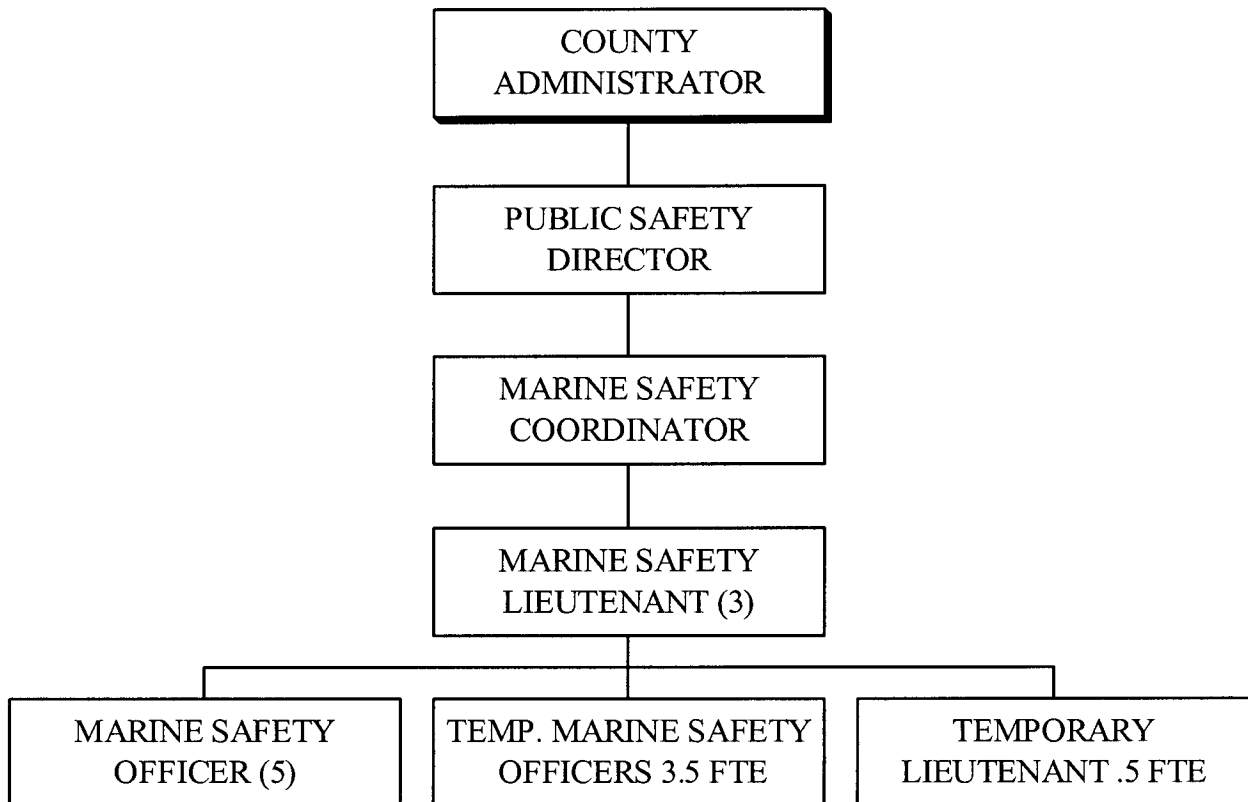 COUNTY
ADMINISTRATOR
PUBLIC SAFETY
DIRECTOR
MARINE SAFETY
COORDINATOR
MARINE SAFETY
LIEUTENANT (3)
MARINE SAFETY
OFFICER (5)
TEMP. MARINE SAFETY
OFFICERS 3.5 FTE
TEMPORARY
LIEUTENANT .5 FTE